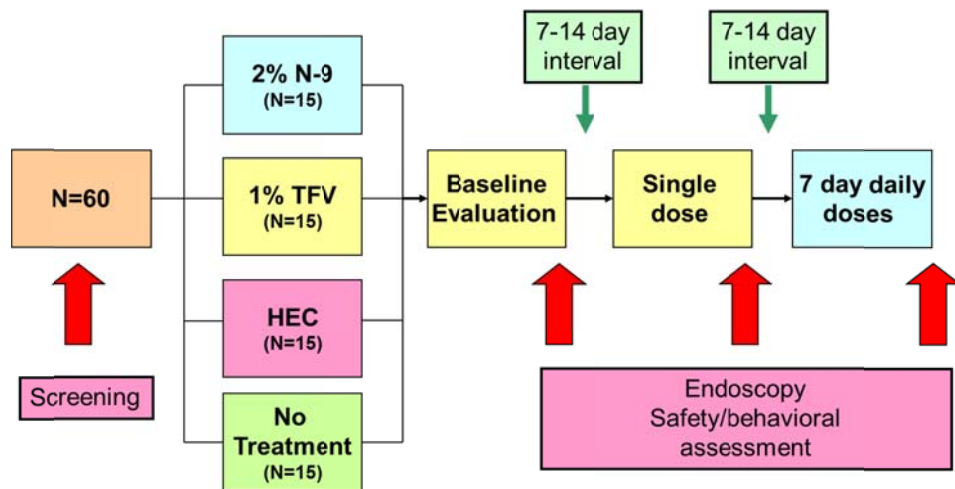 7-14 day
interval
7-14 day
interval
2% N-9
(N=15)
N=60
1% TFV
(N=15)
Baseline
Evaluation
Single
dose
7 day daily
doses
HEC
(N=15)
Screening
No
Treatment
(N=15)
Endoscopy
Safety/behavioral
assessment